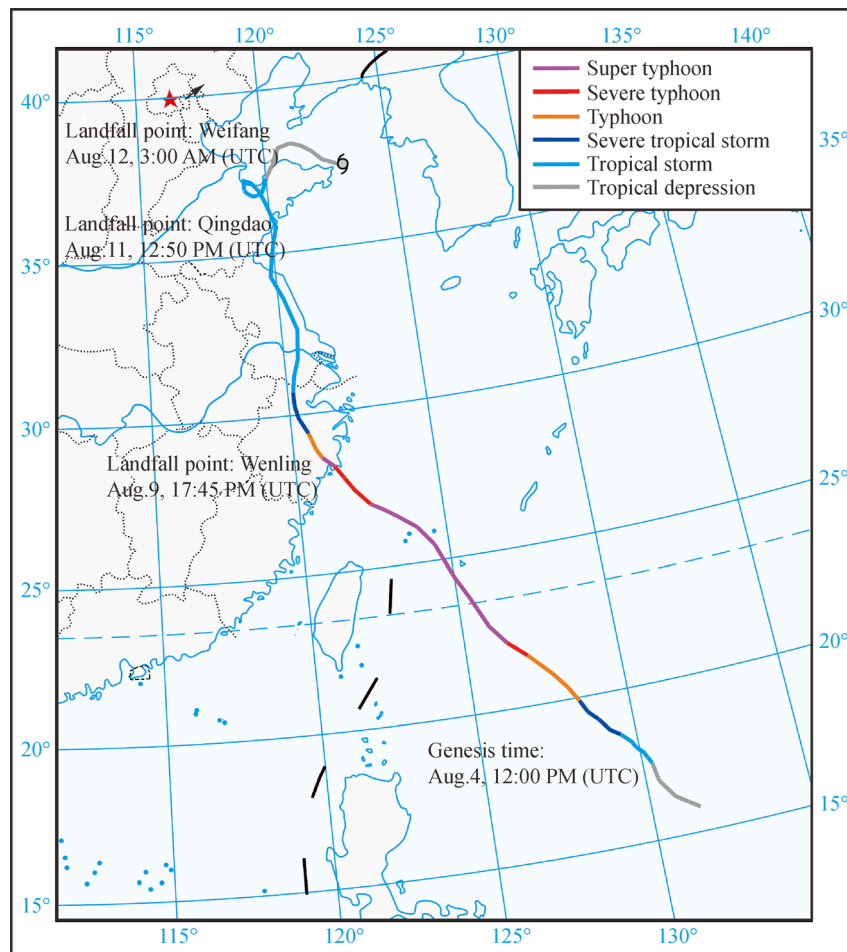 115° 120° 125° 130° 135° 140°
Super typhoon
Severe typhoon
Typhoon
Severe tropical storm
Tropical storm
Tropical depression
40°
Landfall point: Weifang
Aug.12, 3:00 AM (UTC)
35°
Landfall point: Qingdao
Aug.11, 12:50 PM (UTC)
35°
30°
30°
Landfall point: Wenling
Aug.9, 17:45 PM (UTC)
25°
25°
20°
20°
Genesis time:
Aug.4, 12:00 PM (UTC)
15°
15°
115° 120° 125° 130°